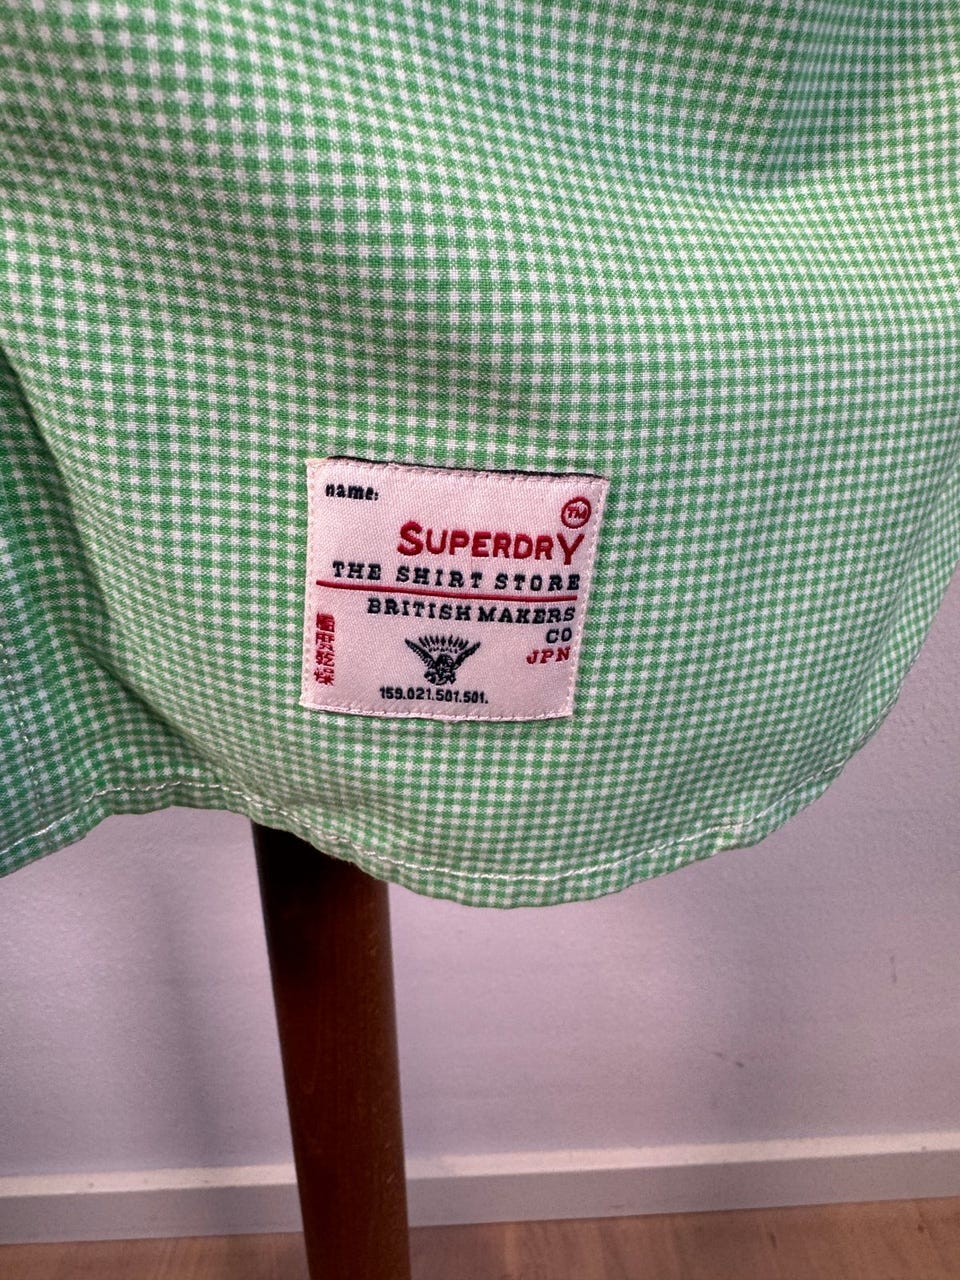 name:
TM
SUPERDRY
THE SHIRT STORE
BRITISH MAKERS
CO
JPN
極度乾燥
159.021.501.501.